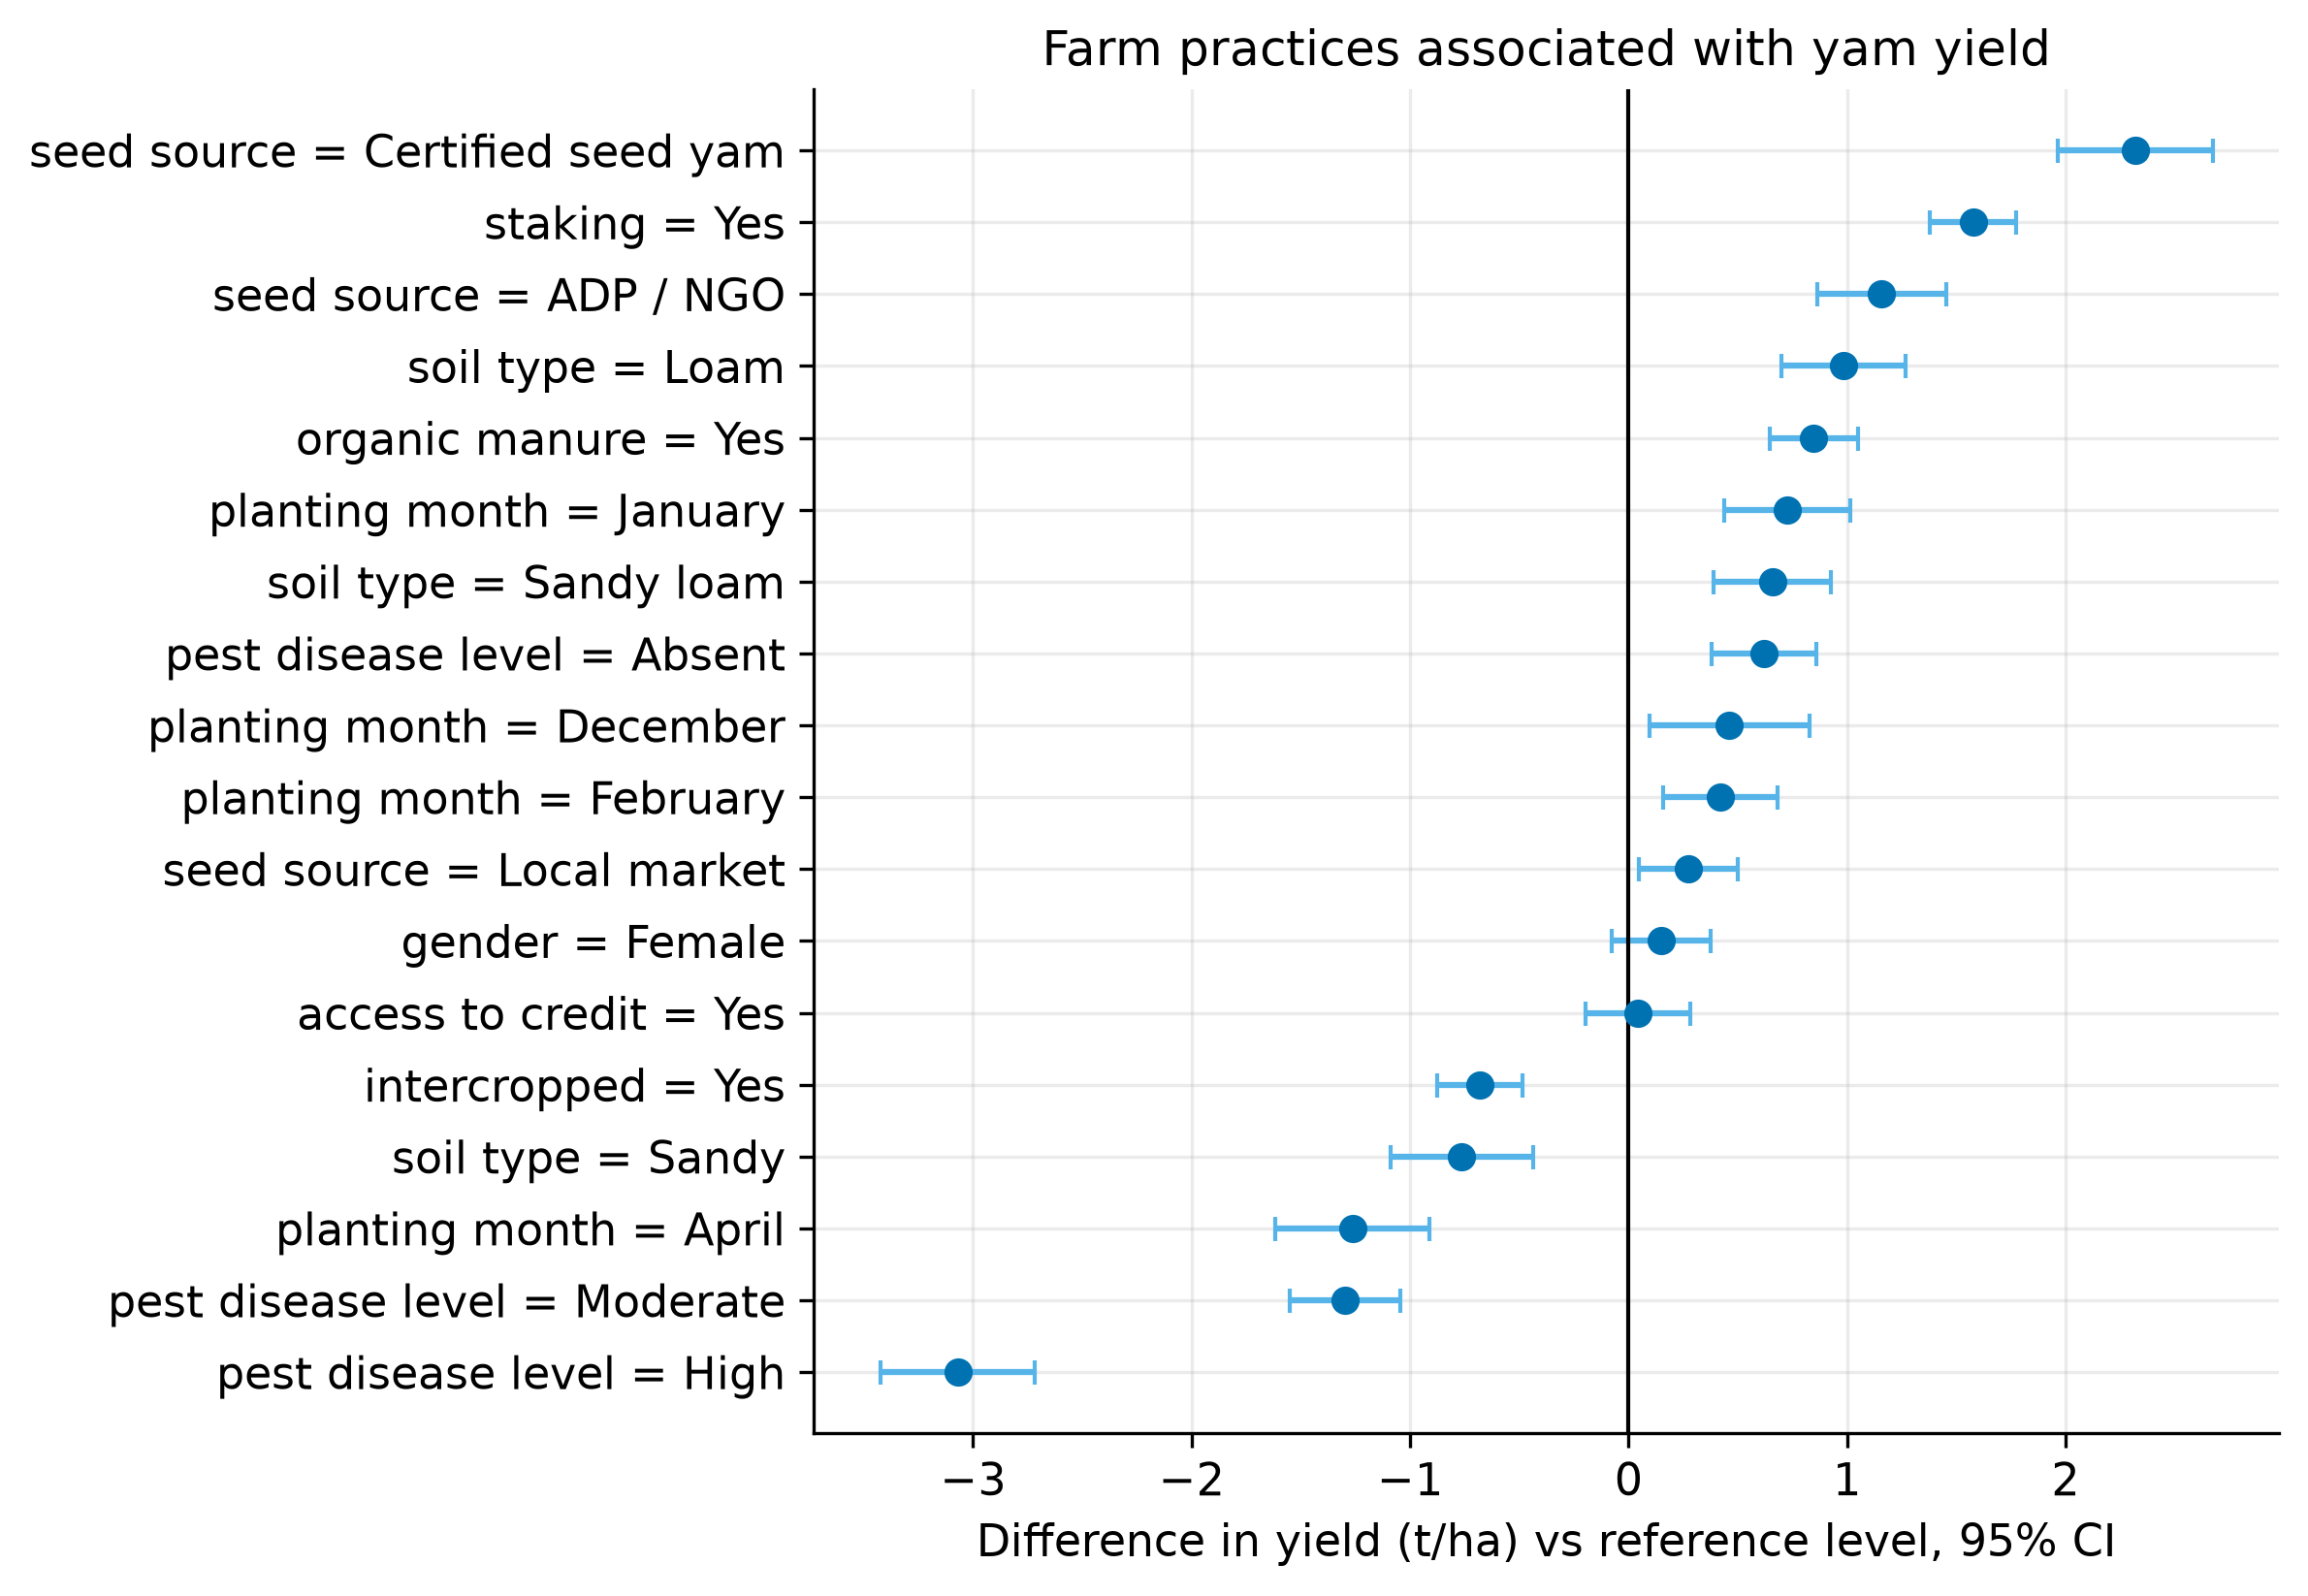 Farm practices associated with yam yield
seed source = Certified seed yam
staking = Yes
seed source = ADP / NGO
soil type = Loam
organic manure = Yes
planting month = January
soil type = Sandy loam
pest disease level = Absent
planting month = December
planting month = February
seed source = Local market
gender = Female
access to credit = Yes
intercropped = Yes
soil type = Sandy
planting month = April
pest disease level = Moderate
pest disease level = High
−3 −2 −1 0 1 2
Difference in yield (t/ha) vs reference level, 95% CI